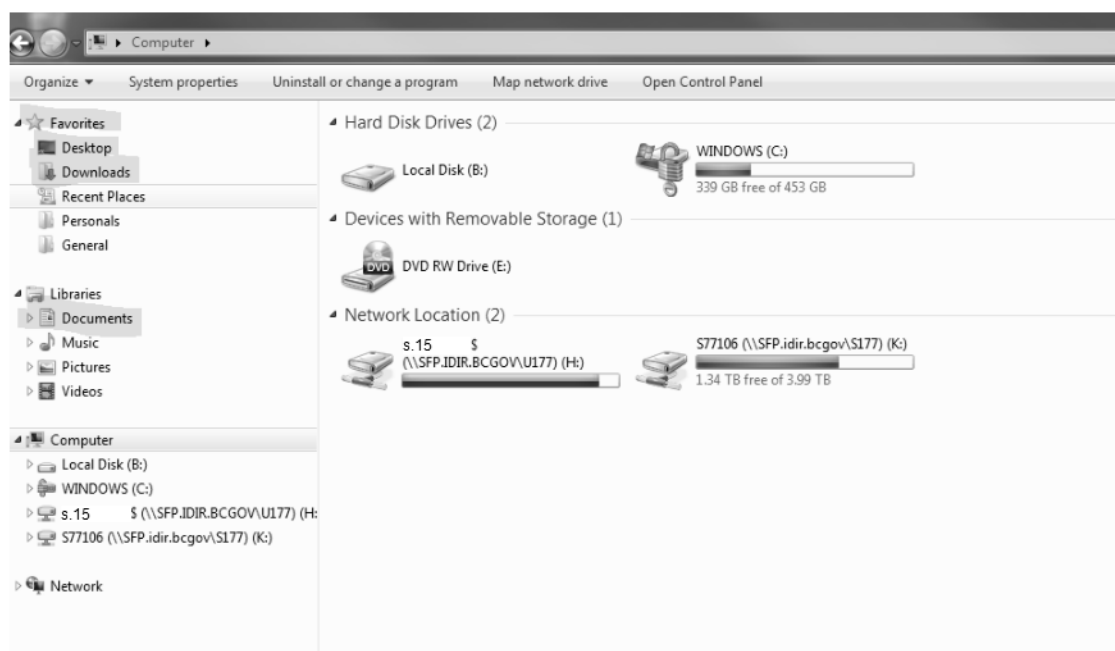 Computer
Organize
System properties
Uninstall or change a program
Map network drive
Open Control Panel
Favorites
Desktop
Downloads
Recent Places
Personals
General
Libraries
Documents
Music
Pictures
Videos
Computer
Local Disk (B:)
WINDOWS (C:)
s.15 $ (\\SFP.IDIR.BCGOV\U177) (H:
S77106 (\\SFP.idir.bcgov\S177) (K:)
Network
Hard Disk Drives (2)
Local Disk (B:)
WINDOWS (C:)
339 GB free of 453 GB
Devices with Removable Storage (1)
DVD
DVD RW Drive (E:)
Network Location (2)
s.15 $
(\\SFP.IDIR.BCGOV\U177) (H:)
S77106 (\\SFP.idir.bcgov\S177) (K:)
1.34 TB free of 3.99 TB